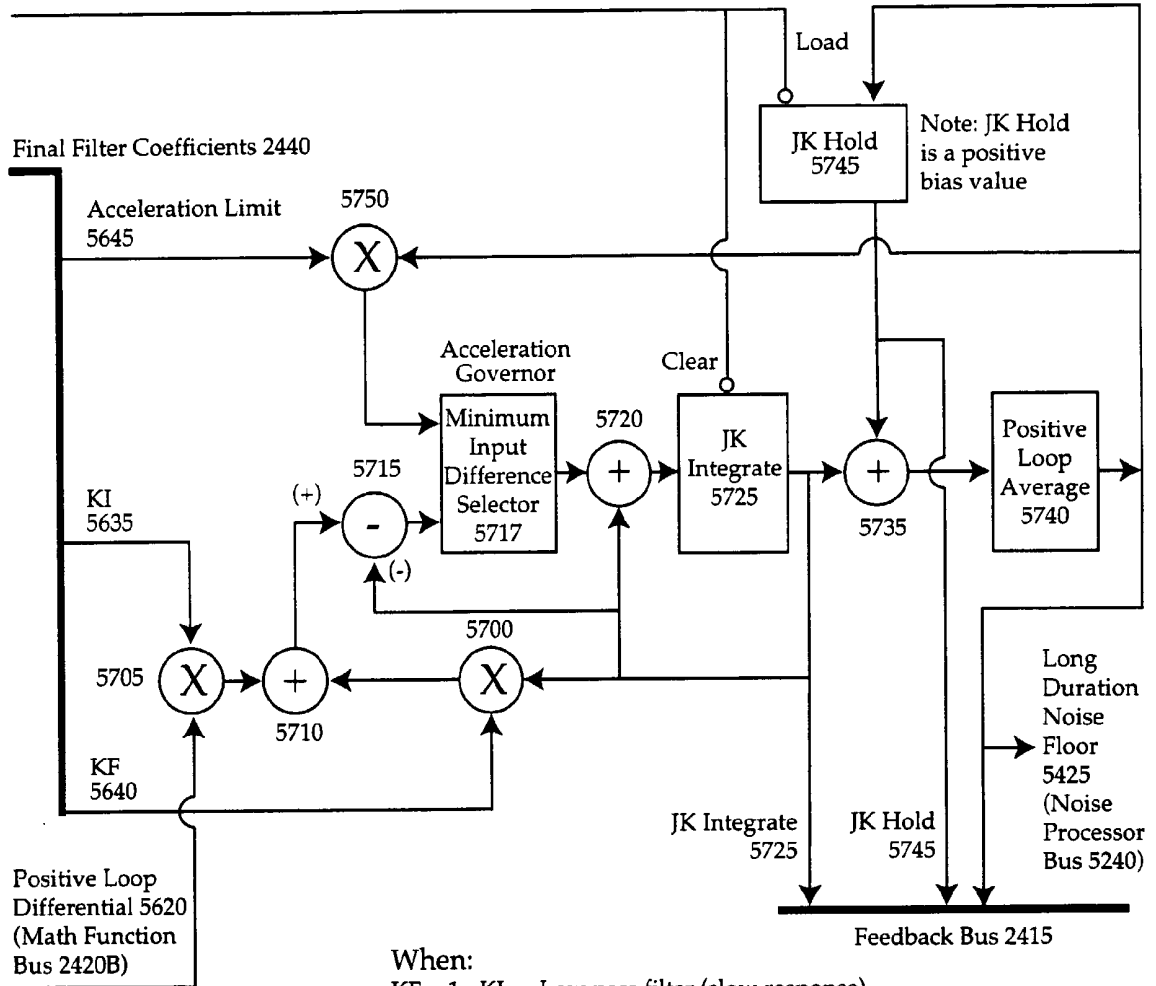 Load
JK Hold
5745
Note: JK Hold
is a positive
bias value
Final Filter Coefficients 2440
Acceleration Limit
5645
5750
X
Acceleration
Governor
Clear
Minimum
Input
Difference
Selector
5717
5720
+
JK
Integrate
5725
+
5735
Positive
Loop
Average
5740
5715
(+)
-
(-)
KI
5635
5700
5705
X
+
5710
X
KF
5640
Long
Duration
Noise
Floor
5425
(Noise
Processor
Bus 5240)
JK Integrate
5725
JK Hold
5745
Positive Loop
Differential 5620
(Math Function
Bus 2420B)
Feedback Bus 2415
When: